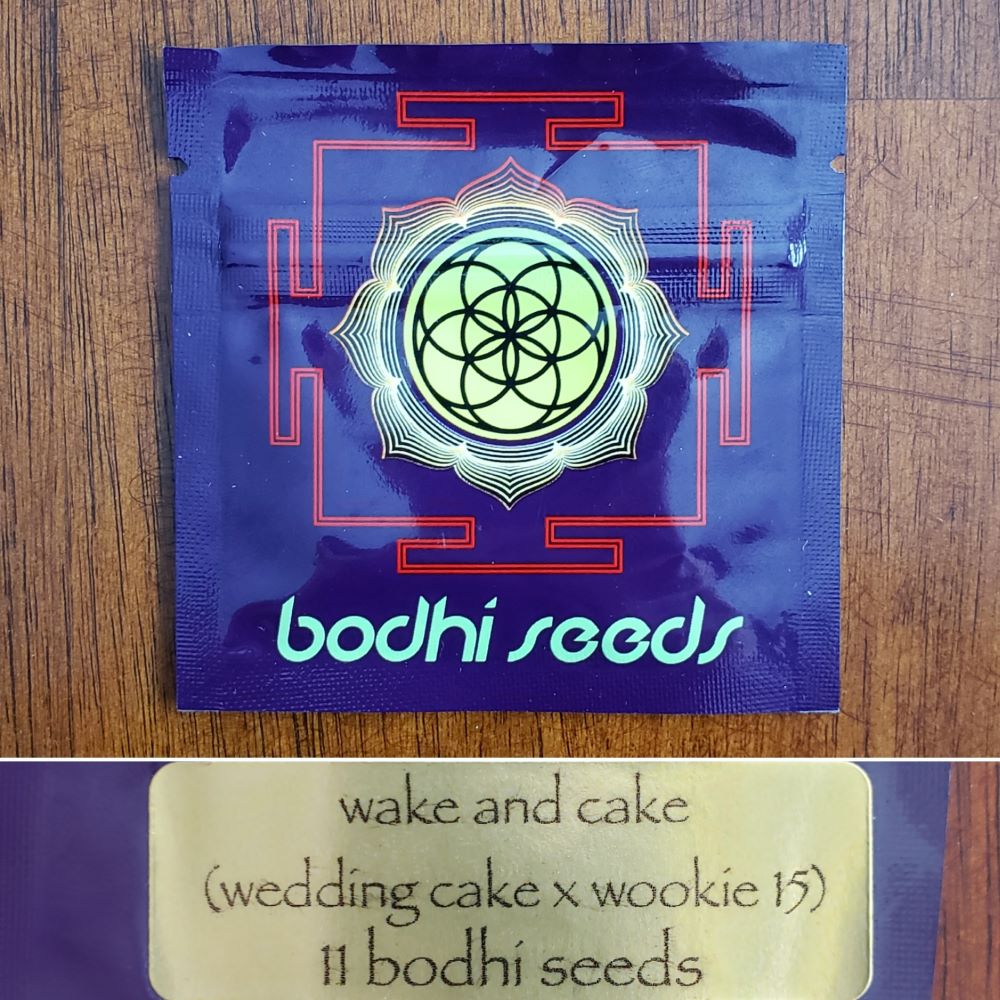 bodhi seeds
wake and cake
(wedding cake x wookie 15)
11 bodhi seeds